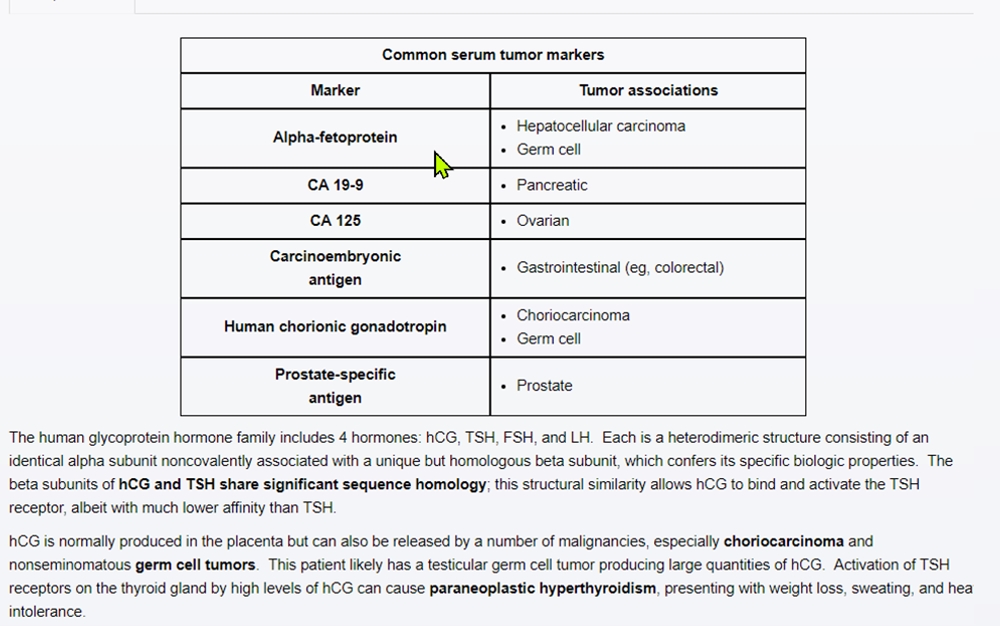 Common serum tumor markers
Marker Tumor associations
Alpha-fetoprotein
• Hepatocellular carcinoma
• Germ cell
CA 19-9 • Pancreatic
CA 125 • Ovarian
Carcinoembryonic
antigen
• Gastrointestinal (eg, colorectal)
Human chorionic gonadotropin
• Choriocarcinoma
• Germ cell
Prostate-specific
antigen
• Prostate
The human glycoprotein hormone family includes 4 hormones: hCG, TSH, FSH, and LH. Each is a heterodimeric structure consisting of an
identical alpha subunit noncovalently associated with a unique but homologous beta subunit, which confers its specific biologic properties. The
beta subunits of hCG and TSH share significant sequence homology; this structural similarity allows hCG to bind and activate the TSH
receptor, albeit with much lower affinity than TSH.
hCG is normally produced in the placenta but can also be released by a number of malignancies, especially choriocarcinoma and
nonseminomatous germ cell tumors. This patient likely has a testicular germ cell tumor producing large quantities of hCG. Activation of TSH
receptors on the thyroid gland by high levels of hCG can cause paraneoplastic hyperthyroidism, presenting with weight loss, sweating, and hea
intolerance.